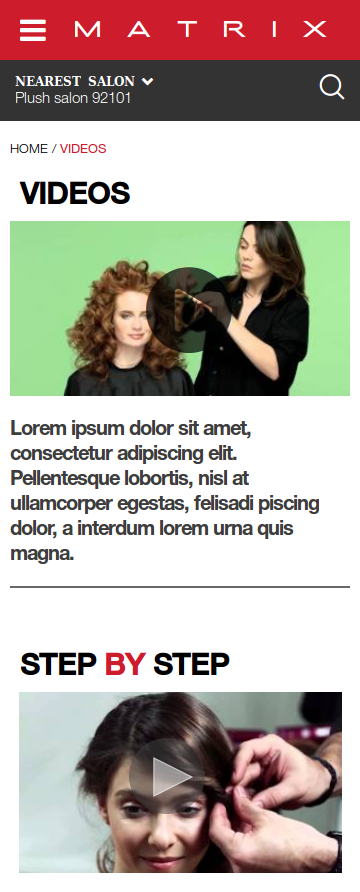 MATRIX
NEAREST SALON
Plush salon 92101
HOME / VIDEOS
VIDEOS
Lorem ipsum dolor sit amet,
consectetur adipiscing elit.
Pellentesque lobortis, nisl at
ullamcorper egestas, felisadi piscing
dolor, a interdum lorem urna quis
magna.
STEP BY STEP